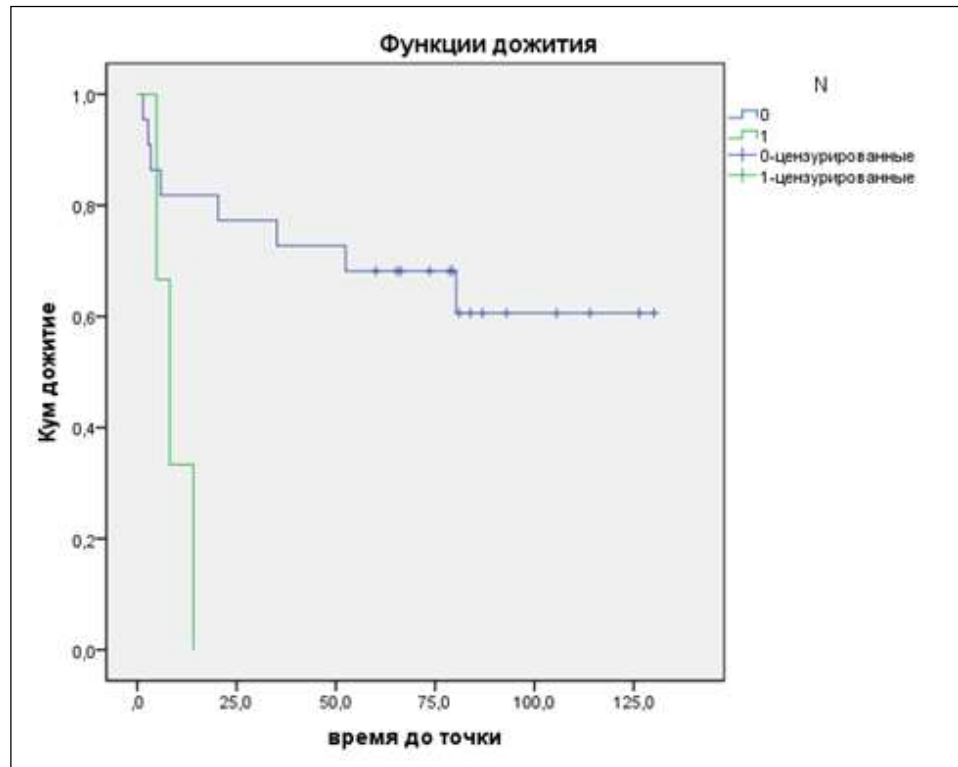 Функции дожития
N
0
1
0-цензурированные
1-цензурированные
Кум дожитие
1,0
0,8
0,6
0,4
0,2
0,0
,0 25,0 50,0 75,0 100,0 125,0
время до точки